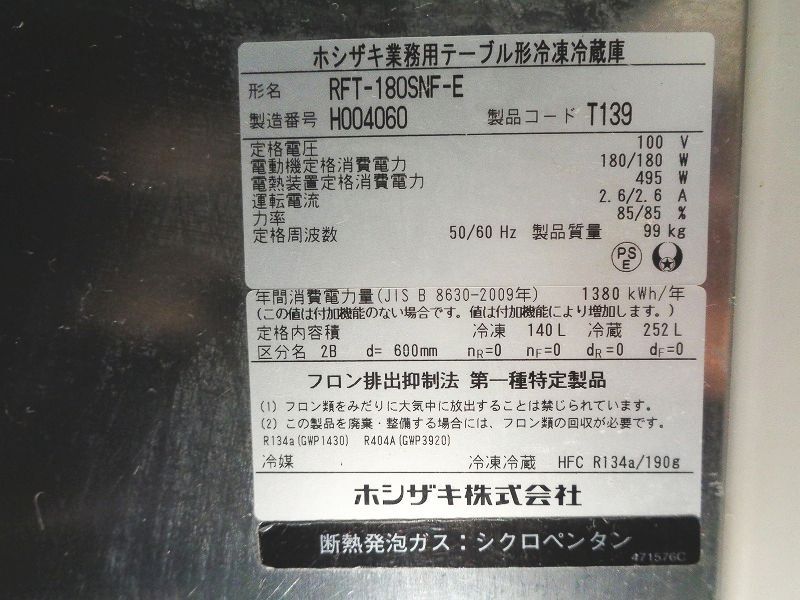 ホシザキ業務用テーブル形冷凍冷蔵庫
形名 RFT-180SNF-E
製造番号 H004060 製品コード T139
定格電圧 100 V
電動機定格消費電力 180/180 W
電熱装置定格消費電力 495 W
運転電流 2.6/2.6 A
力率 85/85 %
定格周波数 50/60 Hz 製品質量 99 kg
PS E
年間消費電力量(JIS B 8630-2009年) 1380 kWh/年
(この値は付加機能のない場合です。値は付加機能により増加します。)
定格内容積 冷凍 140L 冷蔵 252L
区分名 2B d= 600mm nR=0 nF=0 dR=0 dF=0
フロン排出抑制法 第一種特定製品
(1) フロン類をみだりに大気中に放出することは禁じられています。
(2) この製品を廃棄・整備する場合には、フロン類の回収が必要です。
R134a(GWP1430) R404A(GWP3920)
冷媒 冷凍冷蔵 HFC R134a/190g
ホシザキ株式会社
断熱発泡ガス：シクロペンタン
471576C